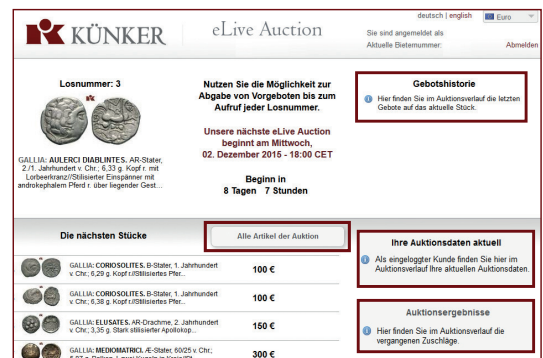 deutsch | english
Euro
KÜNKER
eLive Auction
Sie sind angemeldet als
Aktuelle Bieternummer:
Abmelden
Losnummer: 3
GALLIA: AULERCI DIABLINTES. AR-Stater,
2./1. Jahrhundert v. Chr.; 6,33 g. Kopf r. mit
Lorbeerkranz//Stilisierter Einspänner mit
androkephalem Pferd r. über liegender Gest...
Nutzen Sie die Möglichkeit zur
Abgabe von Vorgeboten bis zum
Aufruf jeder Losnummer.
Unsere nächste eLive Auction
beginnt am Mittwoch,
02. Dezember 2015 - 18:00 CET
Beginn in
8 Tagen 7 Stunden
Gebotshistorie
Hier finden Sie im Auktionsverlauf die letzten
Gebote auf das aktuelle Stück.
Die nächsten Stücke
Alle Artikel der Auktion
GALLIA: CORIOSOLITES. B-Stater, 1. Jahrhundert
v. Chr.; 6,29 g. Kopf r.//Stilisiertes Pfer...
100 €
GALLIA: CORIOSOLITES. B-Stater, 1. Jahrhundert
v. Chr.; 6,38 g. Kopf r.//Stilisiertes Pfer...
100 €
GALLIA: ELUSATES. AR-Drachme, 2. Jahrhundert
v. Chr.; 3,35 g. Stark stilisierter Apollokop...
150 €
GALLIA: MEDIOMATRICI. Æ-Stater, 60/25 v. Chr.;
300 €
Ihre Auktionsdaten aktuell
Als eingeloggter Kunde finden Sie hier im
Auktionsverlauf Ihre aktuellen Auktionsdaten.
Auktionsergebnisse
Hier finden Sie im Auktionsverlauf die
vergangenen Zuschläge.